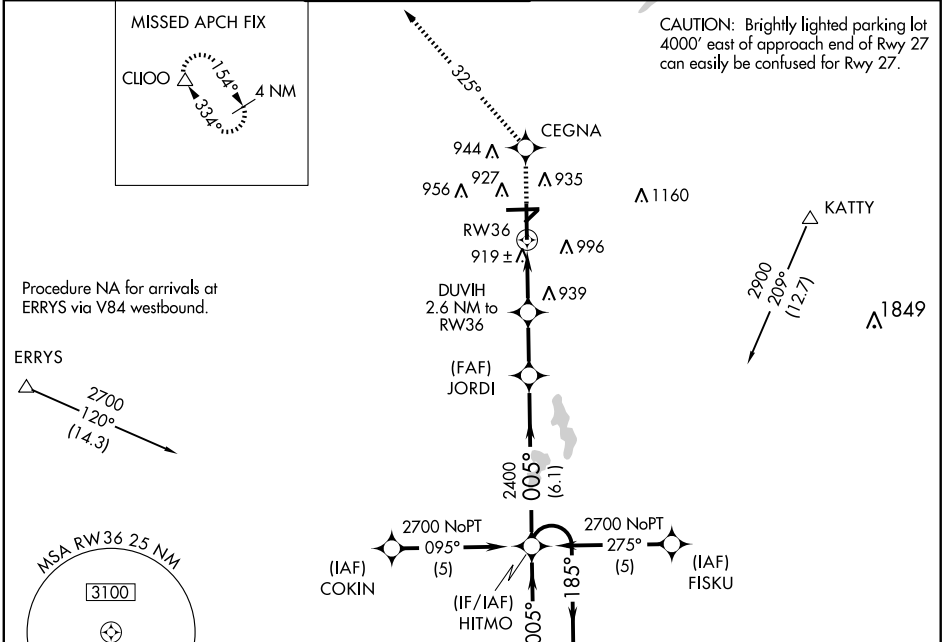 MISSED APCH FIX
CLIOO
154°
4 NM
334°
CAUTION: Brightly lighted parking lot
4000' east of approach end of Rwy 27
can easily be confused for Rwy 27.
325°
CEGNA
944
956
927
935
1160
KATTY
RW36
919±
996
2900
209°
(12.7)
Procedure NA for arrivals at
ERRYS via V84 westbound.
DUVIH
2.6 NM to
RW36
939
1849
ERRYS
2700
120°
(14.3)
(FAF)
JORDI
2400
005°
(6.1)
2700 NoPT
095°
(5)
2700 NoPT
275°
(5)
(IAF)
COKIN
(IAF)
FISKU
(IF/IAF)
HITMO
005°
185°
MSA RW36 25 NM
3100